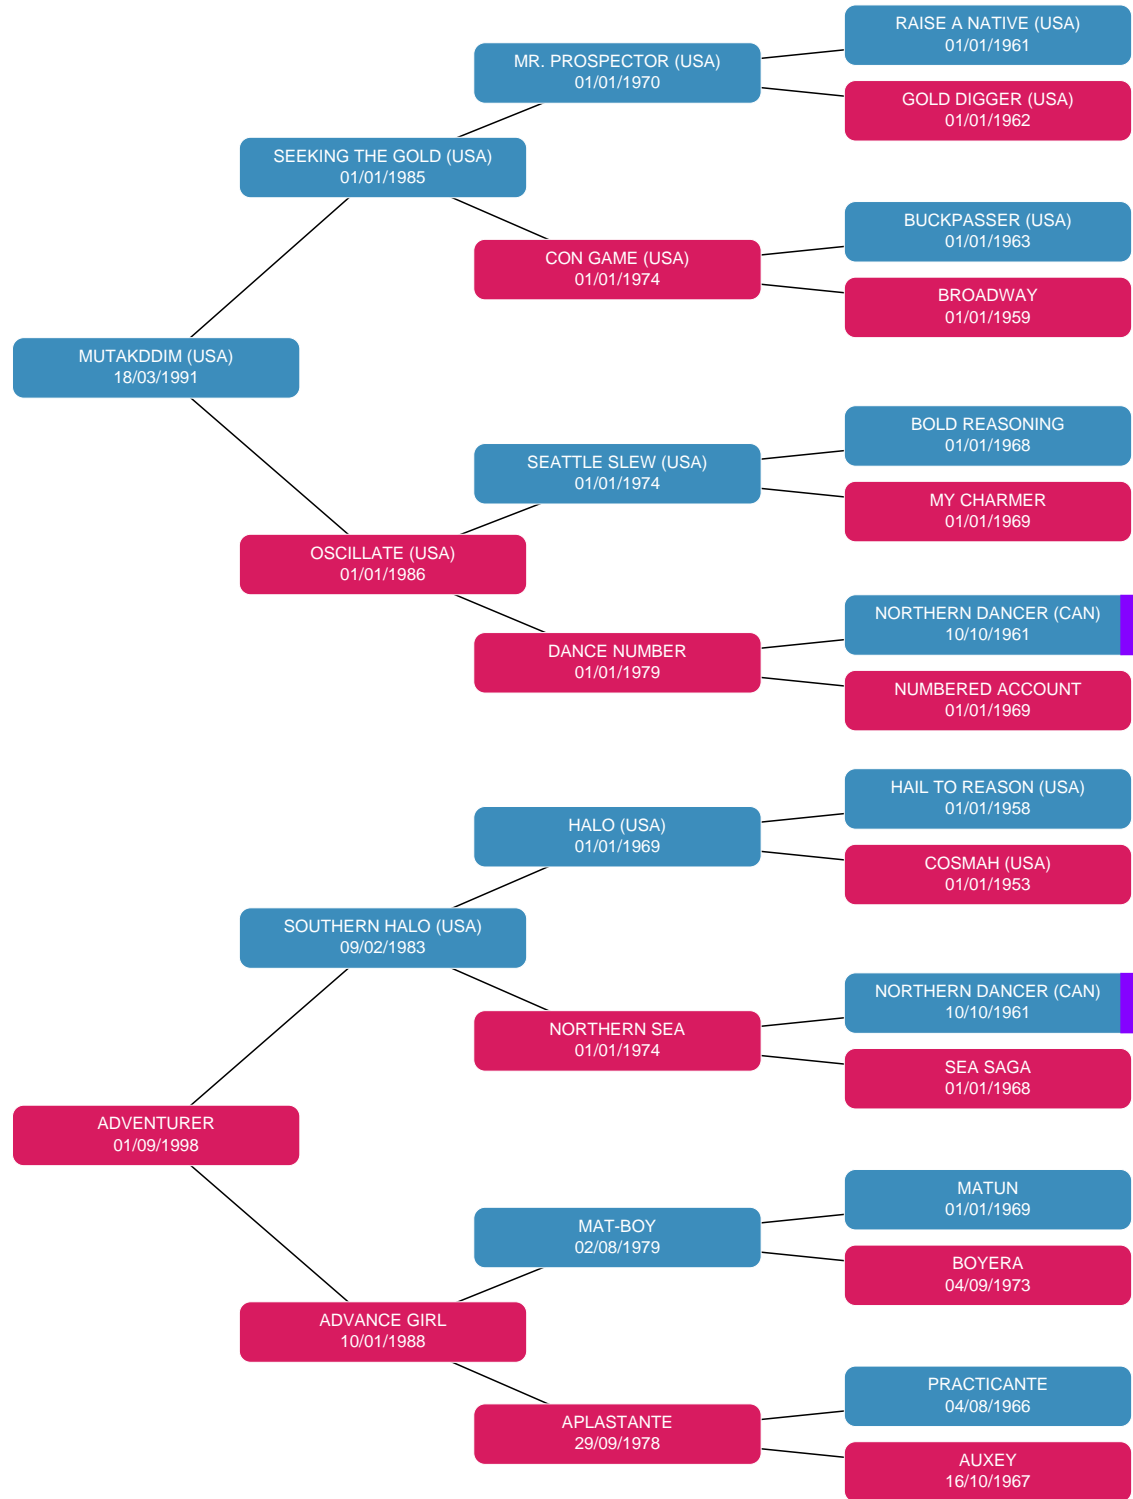 RAISE A NATIVE (USA)
01/01/1961
MR. PROSPECTOR (USA)
01/01/1970
GOLD DIGGER (USA)
01/01/1962
SEEKING THE GOLD (USA)
01/01/1985
BUCKPASSER (USA)
01/01/1963
CON GAME (USA)
01/01/1974
BROADWAY
01/01/1959
MUTAKDDIM (USA)
18/03/1991
BOLD REASONING
01/01/1968
SEATTLE SLEW (USA)
01/01/1974
MY CHARMER
01/01/1969
OSCILLATE (USA)
01/01/1986
NORTHERN DANCER (CAN)
10/10/1961
DANCE NUMBER
01/01/1979
NUMBERED ACCOUNT
01/01/1969
HAIL TO REASON (USA)
01/01/1958
HALO (USA)
01/01/1969
COSMAH (USA)
01/01/1953
SOUTHERN HALO (USA)
09/02/1983
NORTHERN DANCER (CAN)
10/10/1961
NORTHERN SEA
01/01/1974
SEA SAGA
01/01/1968
ADVENTURER
01/09/1998
MATUN
01/01/1969
MAT-BOY
02/08/1979
BOYERA
04/09/1973
ADVANCE GIRL
10/01/1988
PRACTICANTE
04/08/1966
APLASTANTE
29/09/1978
AUXEY
16/10/1967